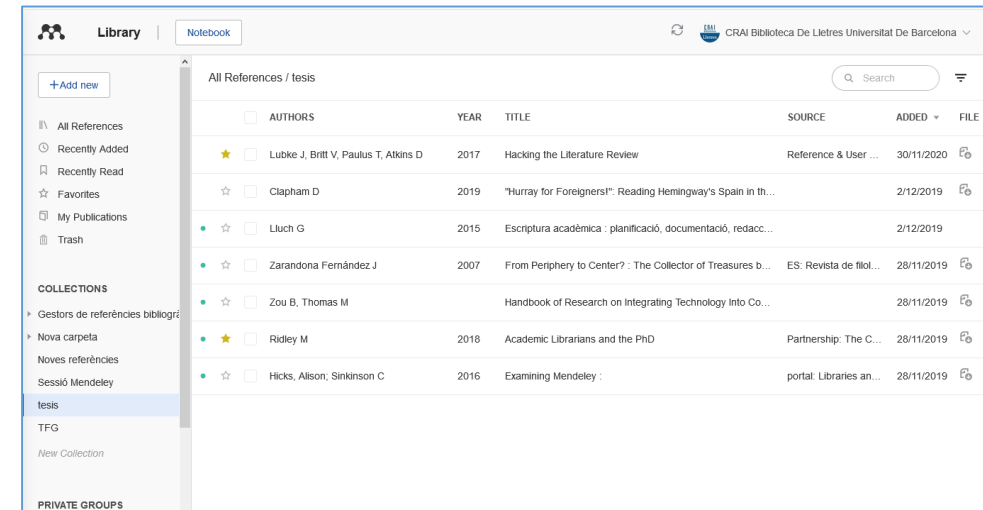 Library
Notebook
CRAI
Lletres
CRAI Biblioteca De Lletres Universitat De Barcelona
+Add new
All References
Recently Added
Recently Read
Favorites
My Publications
Trash
COLLECTIONS
Gestors de referències bibliogrà
Nova carpeta
Noves referències
Sessió Mendeley
tesis
TFG
New Collection
PRIVATE GROUPS
All References / tesis
Search
AUTHORS YEAR TITLE SOURCE ADDED FILE
Lubke J, Britt V, Paulus T, Atkins D 2017 Hacking the Literature Review Reference & User ... 30/11/2020
Clapham D 2019 "Hurray for Foreigners!": Reading Hemingway's Spain in th... 2/12/2019
Lluch G 2015 Escriptura acadèmica : planificació, documentació, redacc... 2/12/2019
Zarandona Fernández J 2007 From Periphery to Center? : The Collector of Treasures b... ES: Revista de filol... 28/11/2019
Zou B, Thomas M Handbook of Research on Integrating Technology Into Co... 28/11/2019
Ridley M 2018 Academic Librarians and the PhD Partnership: The C... 28/11/2019
Hicks, Alison; Sinkinson C 2016 Examining Mendeley : portal: Libraries an... 28/11/2019